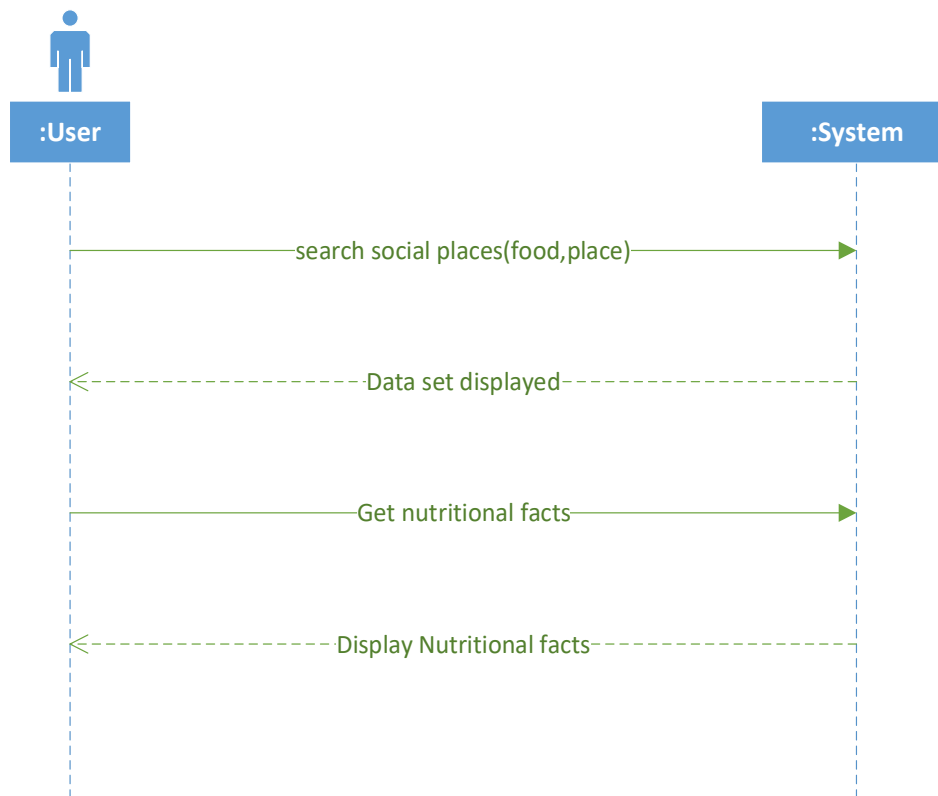 :User
:System
search social places(food,place)
Data set displayed
Get nutritional facts
Display Nutritional facts